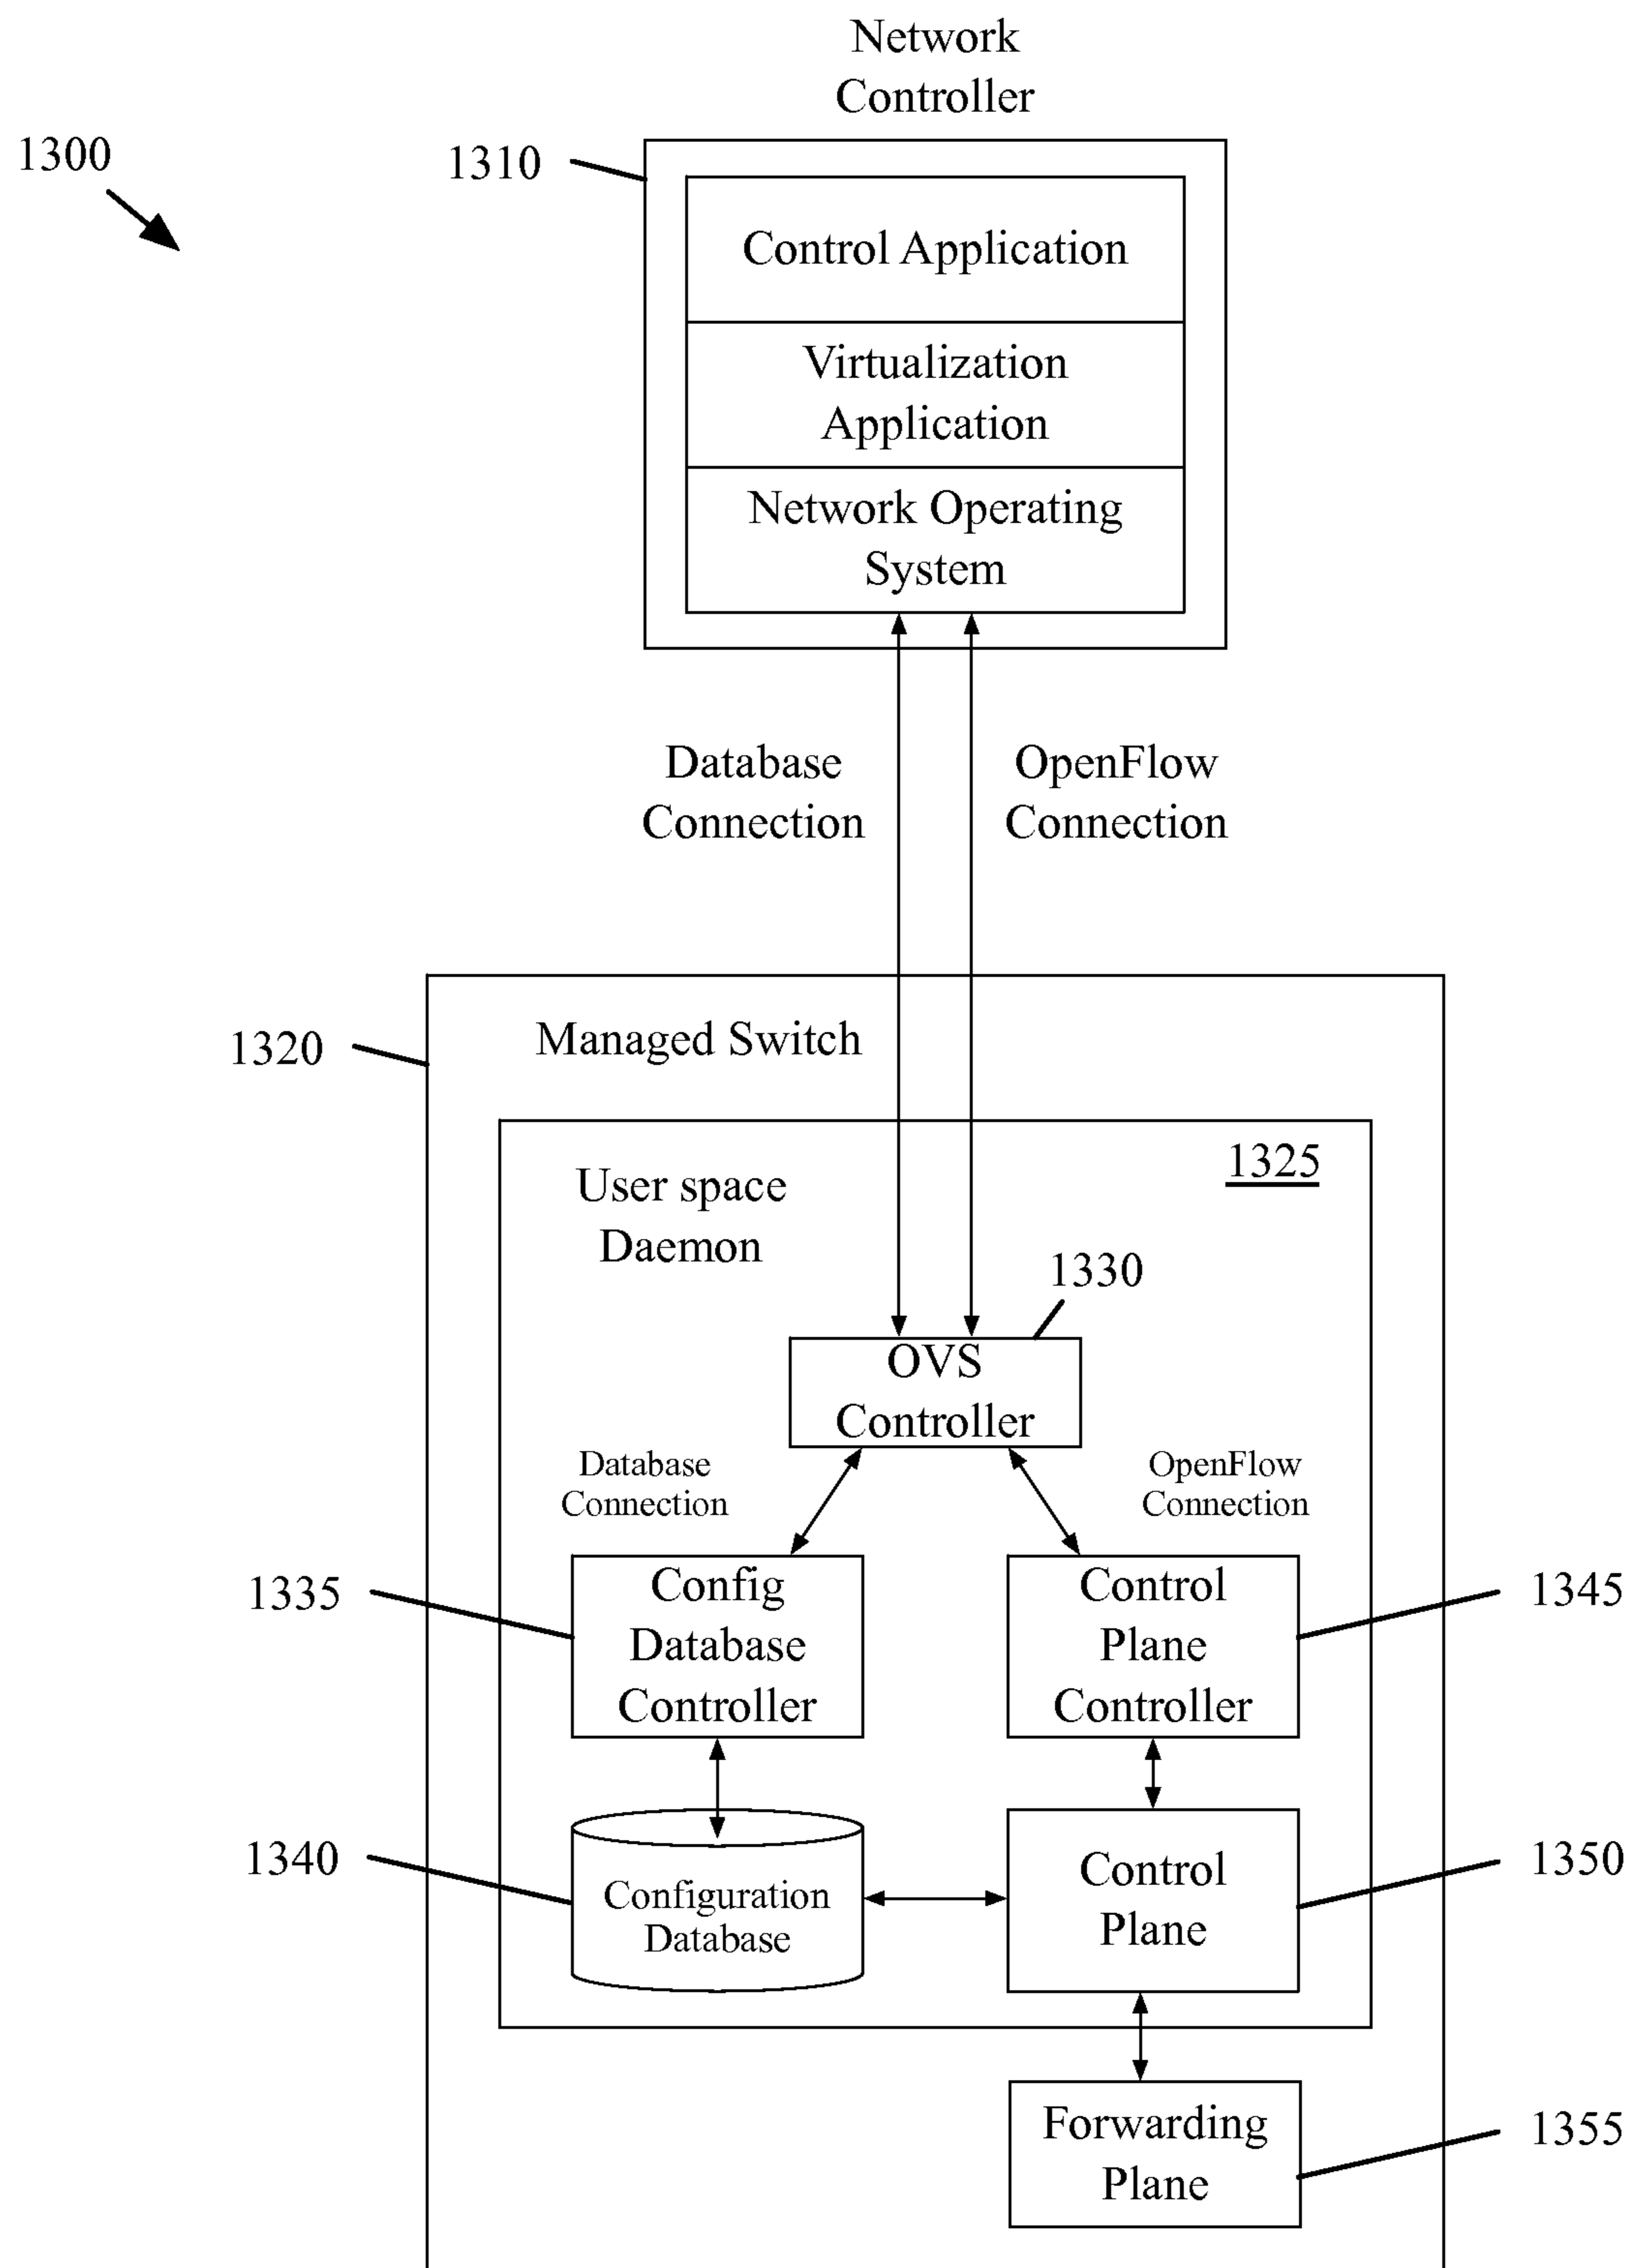 Network
Controller
1300
1310
Control Application
Virtualization
Application
Network Operating
System
Database
Connection
OpenFlow
Connection
1320
Managed Switch
1325
User space
Daemon
1330
OVS
Controller
Database
Connection
OpenFlow
Connection
1335
Config
Database
Controller
Control
Plane
Controller
1345
1340
Configuration
Database
Control
Plane
1350
Forwarding
Plane
1355